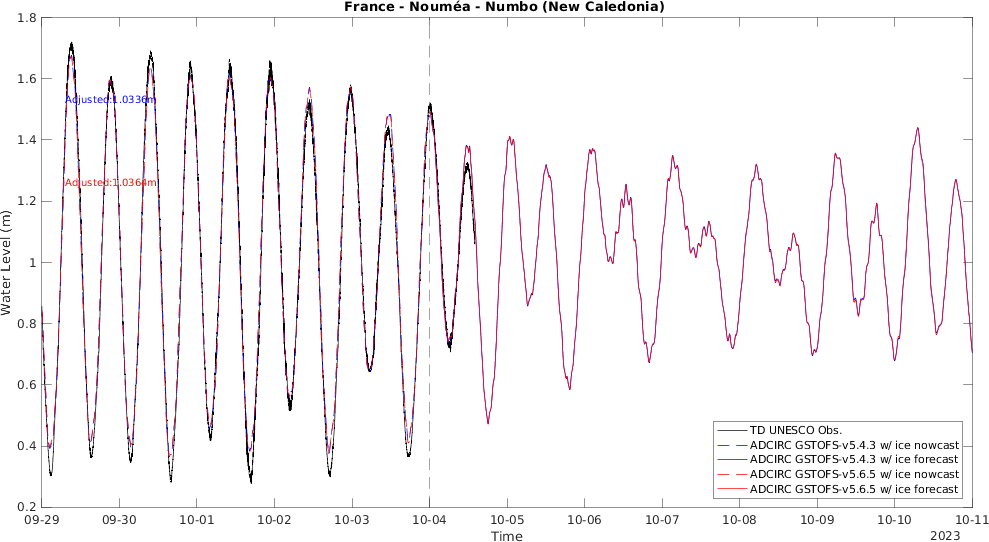 France - Nouméa - Numbo (New Caledonia)
1.8
1.6
1.4
1.2
1
0.8
0.6
0.4
0.2
Water Level (m)
Adjusted:1.0336m
Adjusted:1.0364m
TD UNESCO Obs.
ADCIRC GSTOFS-v5.4.3 w/ ice nowcast
ADCIRC GSTOFS-v5.4.3 w/ ice forecast
ADCIRC GSTOFS-v5.6.5 w/ ice nowcast
ADCIRC GSTOFS-v5.6.5 w/ ice forecast
09-29 09-30 10-01 10-02 10-03 10-04 10-05 10-06 10-07 10-08 10-09 10-10 10-11
Time
2023